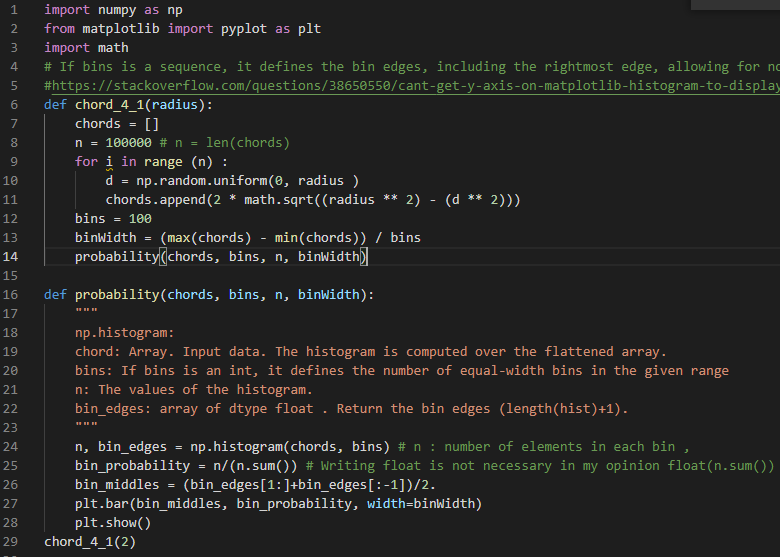 1 import numpy as np
2 from matplotlib import pyplot as plt
3 import math
4 # If bins is a sequence, it defines the bin edges, including the rightmost edge, allowing for
5 #https://stackoverflow.com/questions/38650550/cant-get-y-axis-on-matplotlib-histogram-to-display
6 def chord_4_1(radius):
7     chords = []
8     n = 100000 # n = len(chords)
9     for i in range (n) :
10         d = np.random.uniform(0, radius )
11         chords.append(2 * math.sqrt((radius ** 2) - (d ** 2)))
12     bins = 100
13     binWidth = (max(chords) - min(chords)) / bins
14     probability(chords, bins, n, binWidth)
15
16 def probability(chords, bins, n, binWidth):
17     """
18     np.histogram:
19     chord: Array. Input data. The histogram is computed over the flattened array.
20     bins: If bins is an int, it defines the number of equal-width bins in the given range
21     n: The values of the histogram.
22     bin_edges: array of dtype float . Return the bin edges (length(hist)+1).
23     """
24     n, bin_edges = np.histogram(chords, bins) # n : number of elements in each bin ,
25     bin_probability = n/(n.sum()) # Writing float is not necessary in my opinion float(n.sum())
26     bin_middles = (bin_edges[1:]+bin_edges[:-1])/2.
27     plt.bar(bin_middles, bin_probability, width=binWidth)
28     plt.show()
29 chord_4_1(2)